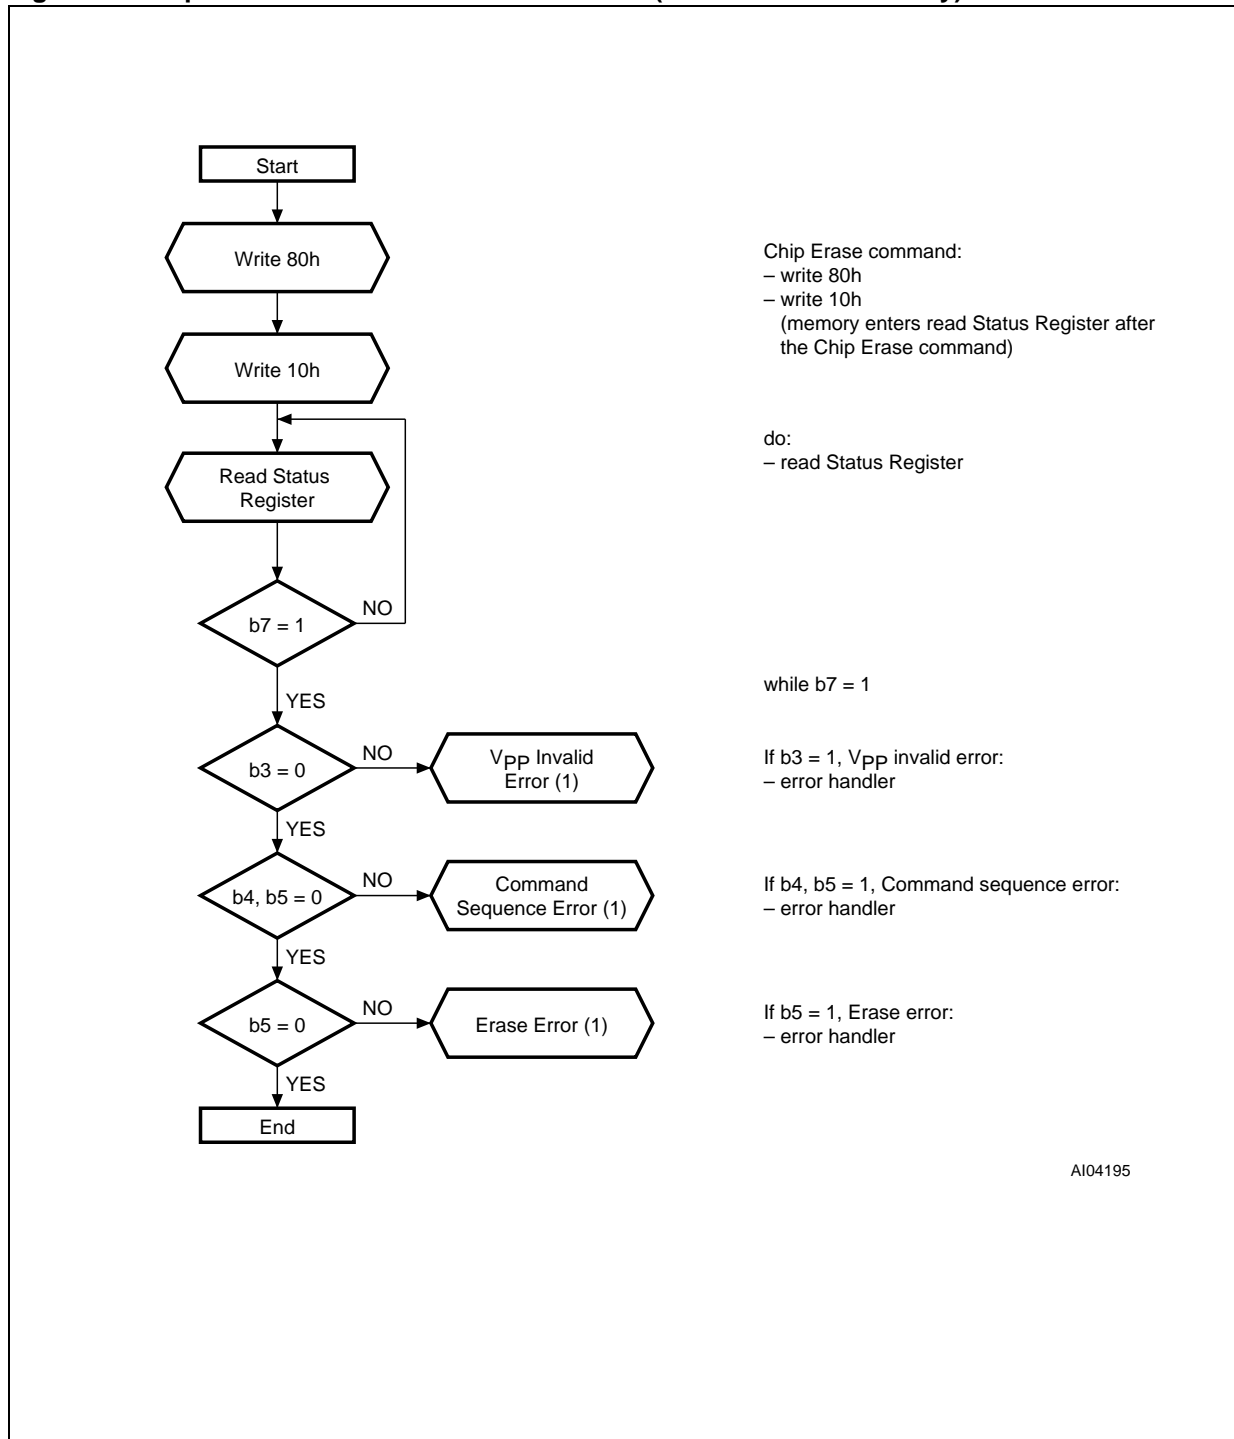 Start
Write 80h
Write 10h
Read Status
Register
b7 = 1
NO
YES
b3 = 0
NO
VPP Invalid
Error (1)
YES
b4, b5 = 0
NO
Command
Sequence Error (1)
YES
b5 = 0
NO
Erase Error (1)
YES
End
Chip Erase command:
– write 80h
– write 10h
(memory enters read Status Register after
the Chip Erase command)
do:
– read Status Register
while b7 = 1
If b3 = 1, VPP invalid error:
– error handler
If b4, b5 = 1, Command sequence error:
– error handler
If b5 = 1, Erase error:
– error handler
AI04195